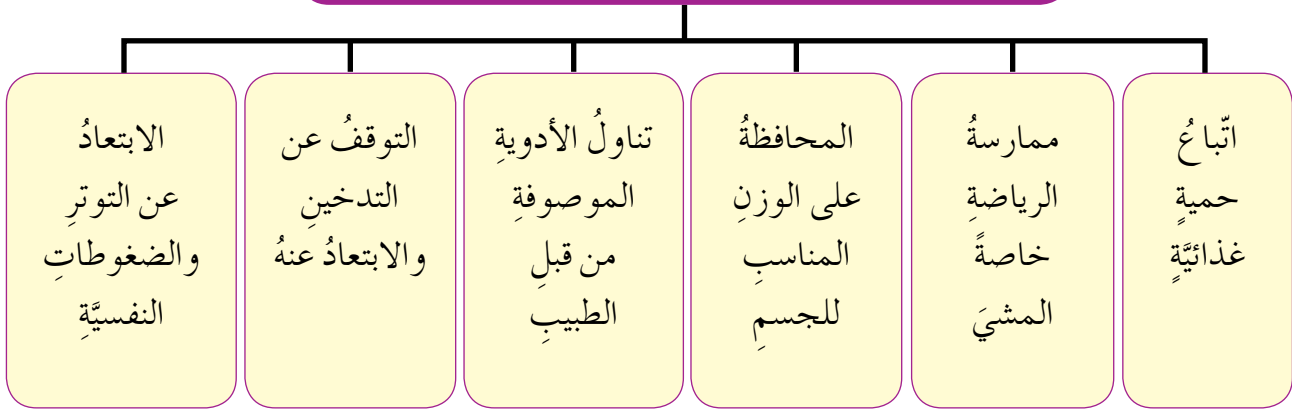 اتّباعُ
حميةٍ
غذائيَّةٍ
ممارسةُ
الرياضةِ
خاصةً
المشيَ
المحافظةُ
على الوزنِ
المناسبِ
للجسمِ
تناولُ الأدويةِ
الموصوفةِ
من قبلِ
الطبيبِ
التوقفُ عن
التدخينِ
والابتعادُ عنهُ
الابتعادُ
عن التوترِ
والضغوطاتِ
النفسيَّةِ